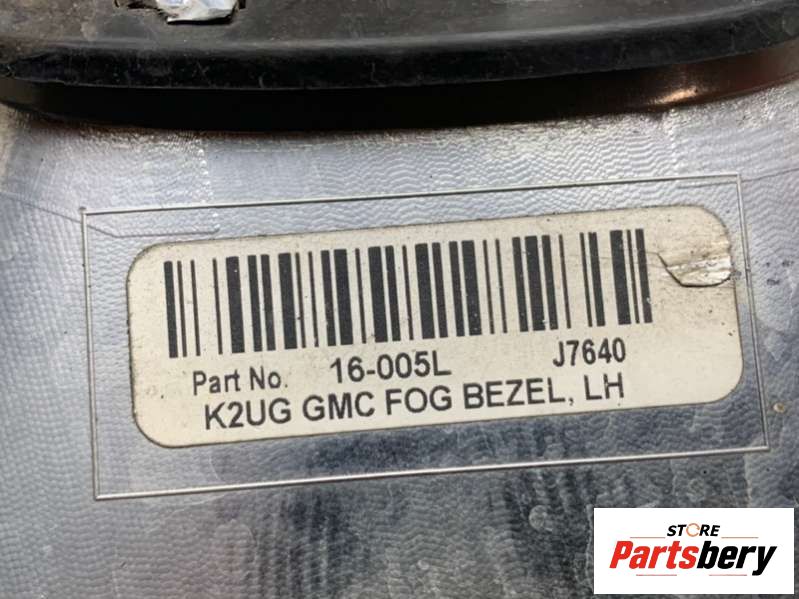 Part No. 16-005L J7640
K2UG GMC FOG BEZEL, LH
STORE
Partsbery